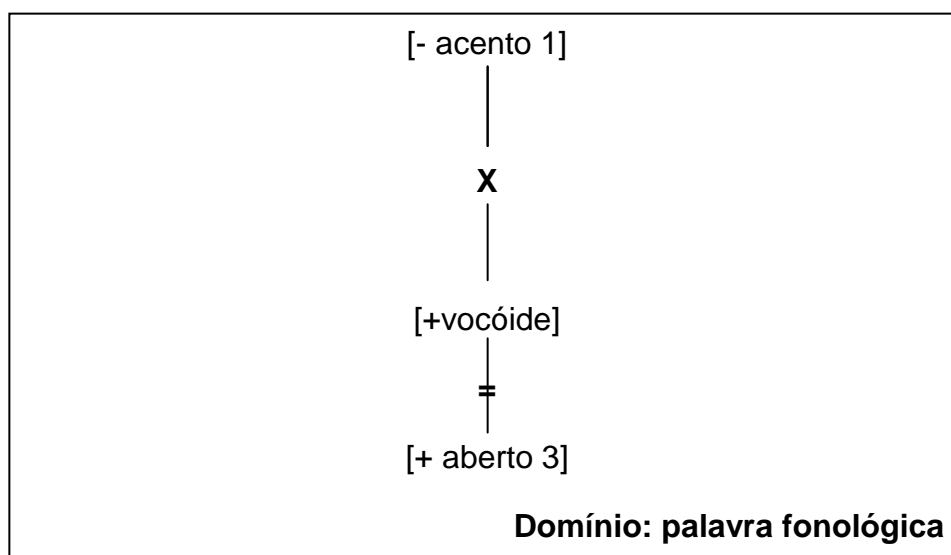 [- acento 1]
X
[+vocóide]
=
[+ aberto 3]
Domínio: palavra fonológica